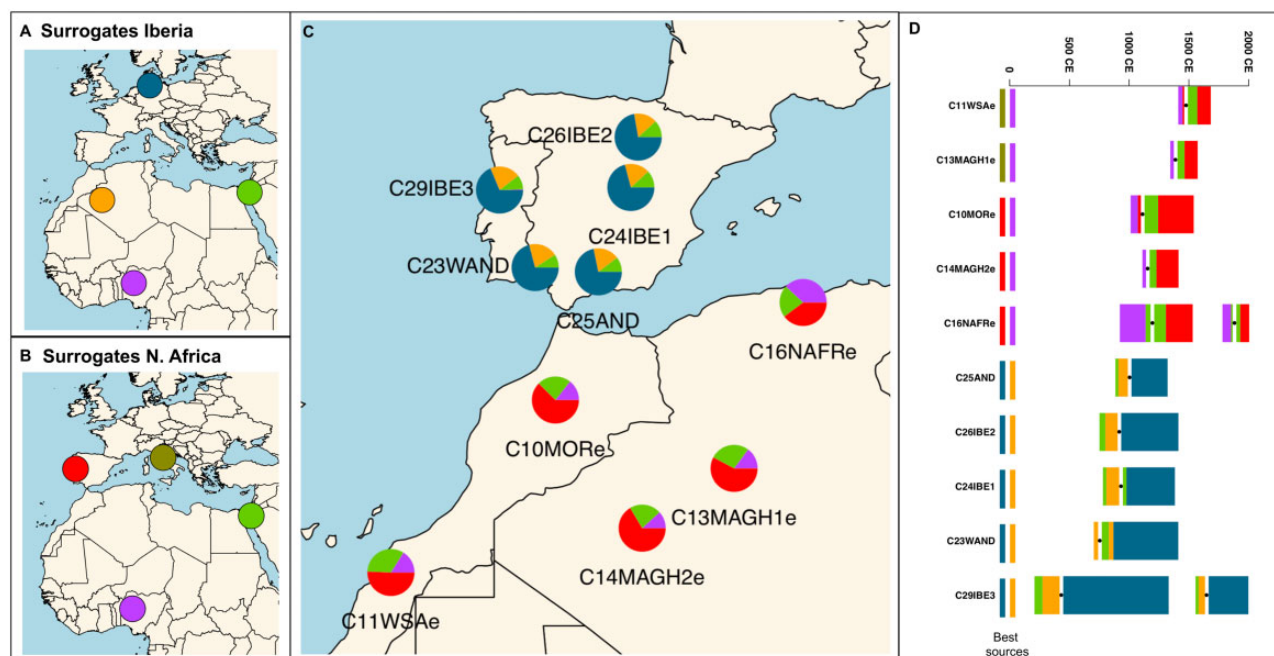 A Surrogates Iberia
B Surrogates N. Africa
C
C26IBE2
C29IBE3
C24IBE1
C23WAND
C25AND
C16NAFRe
C10MORe
C13MAGH1e
C14MAGH2e
C11WSAe
D
0
500 CE
1000 CE
1500 CE
2000 CE
C11WSAe
C13MAGH1e
C10MORe
C14MAGH2e
C16NAFRe
C25AND
C26IBE2
C24IBE1
C23WAND
C29IBE3
Best
sources